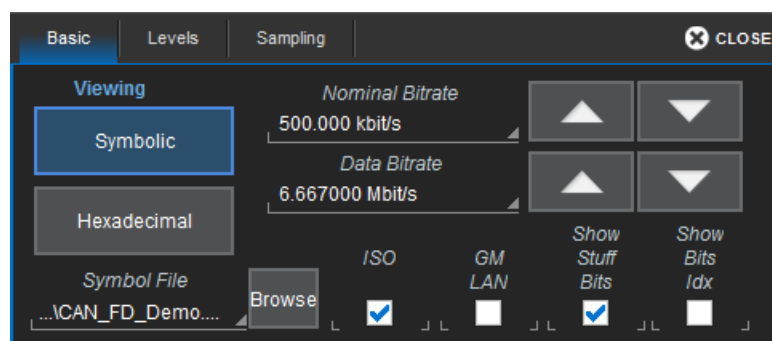 Basic Levels Sampling CLOSE
Viewing
Symbolic
Hexadecimal
Symbol File
...\CAN_FD_Demo....
Browse
Nominal Bitrate
500.000 kbit/s
Data Bitrate
6.667000 Mbit/s
ISO
GM
LAN
Show
Stuff
Bits
Show
Bits
Idx